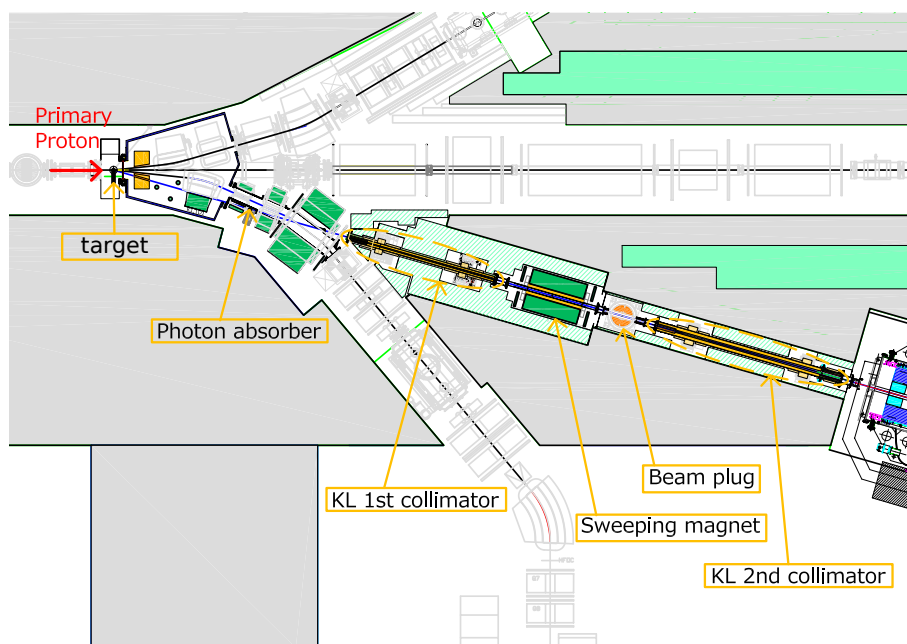 Primary
Proton
target
Photon absorber
KL 1st collimator
Beam plug
Sweeping magnet
KL 2nd collimator